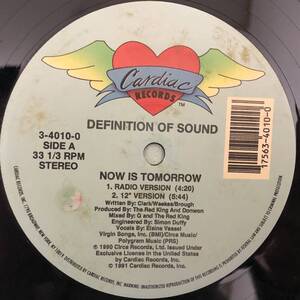 Cardiac
RECORDS
TM
DEFINITION OF SOUND
3-4010-0
SIDE A
33 1/3 RPM
STEREO
17563-4010-0
NOW IS TOMORROW
1. RADIO VERSION (4:20)
2. 12" VERSION (5:44)
Written By: Clark/Weekes/Brough
Produced By: The Red King And Donwon
Engineered By: Simon Duffy
Mixed By: Q and The Red King
Vocals By: Elaine Vassel
Virgin Songs, Inc. (BMI)/Circa Music/
Polygram Music (PRS)
℗ 1990 Circa Records, Ltd. Issued Under
Exclusive License in the United States
by Cardiac Records, Inc.
© 1991 Cardiac Records, Inc.